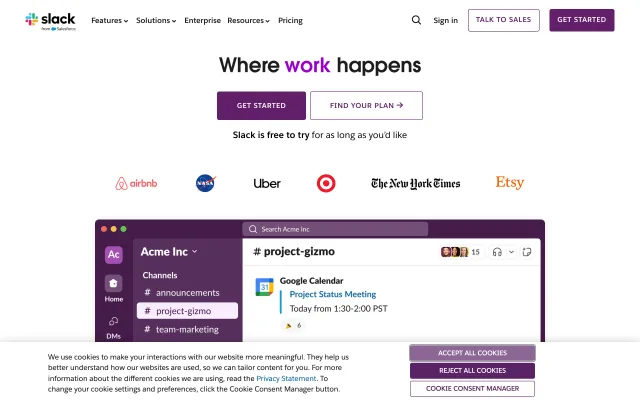 slack
from Salesforce
Features Solutions Enterprise Resources Pricing
Sign in
TALK TO SALES
GET STARTED
Where work happens
GET STARTED
FIND YOUR PLAN →
Slack is free to try for as long as you'd like
airbnb
NASA
Uber
The New York Times
Etsy
Search Acme Inc
Ac
Acme Inc
# project-gizmo
15
Channels
Home
# announcements
# project-gizmo
# team-marketing
DMs
31
Google Calendar
Project Status Meeting
Today from 1:30-2:00 PST
6
We use cookies to make your interactions with our website more meaningful. They help us
better understand how our websites are used, so we can tailor content for you. For more
information about the different cookies we are using, read the Privacy Statement. To
change your cookie settings and preferences, click the Cookie Consent Manager button.
ACCEPT ALL COOKIES
REJECT ALL COOKIES
COOKIE CONSENT MANAGER